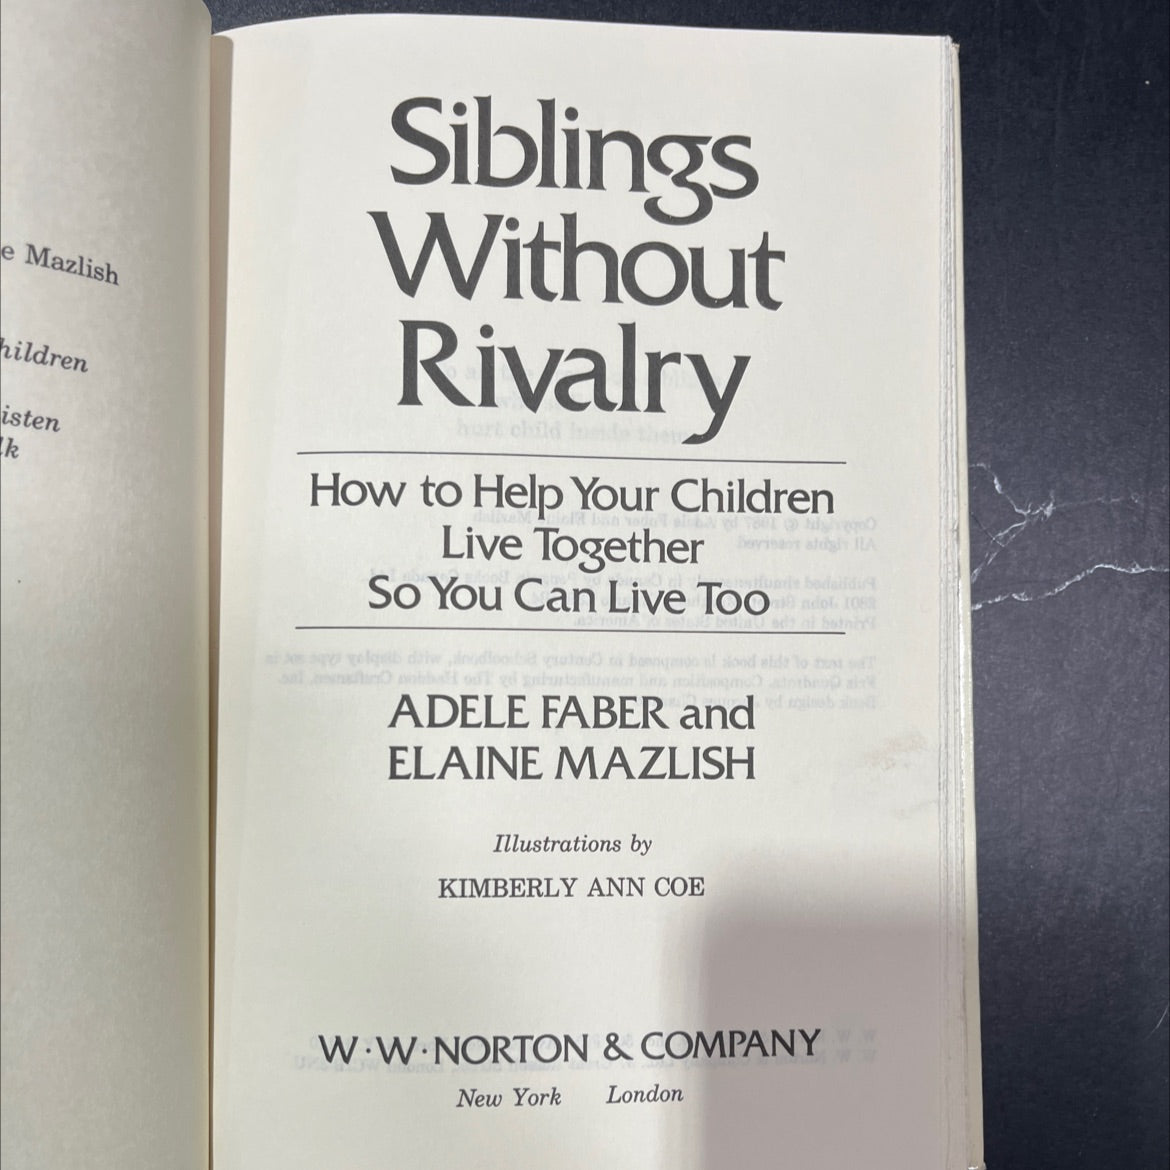 e Mazlish
hildren
isten
lk
Siblings
Without
Rivalry
How to Help Your Children
Live Together
So You Can Live Too
ADELE FABER and
ELAINE MAZLISH
Illustrations by
KIMBERLY ANN COE
W·W·NORTON & COMPANY
New York London